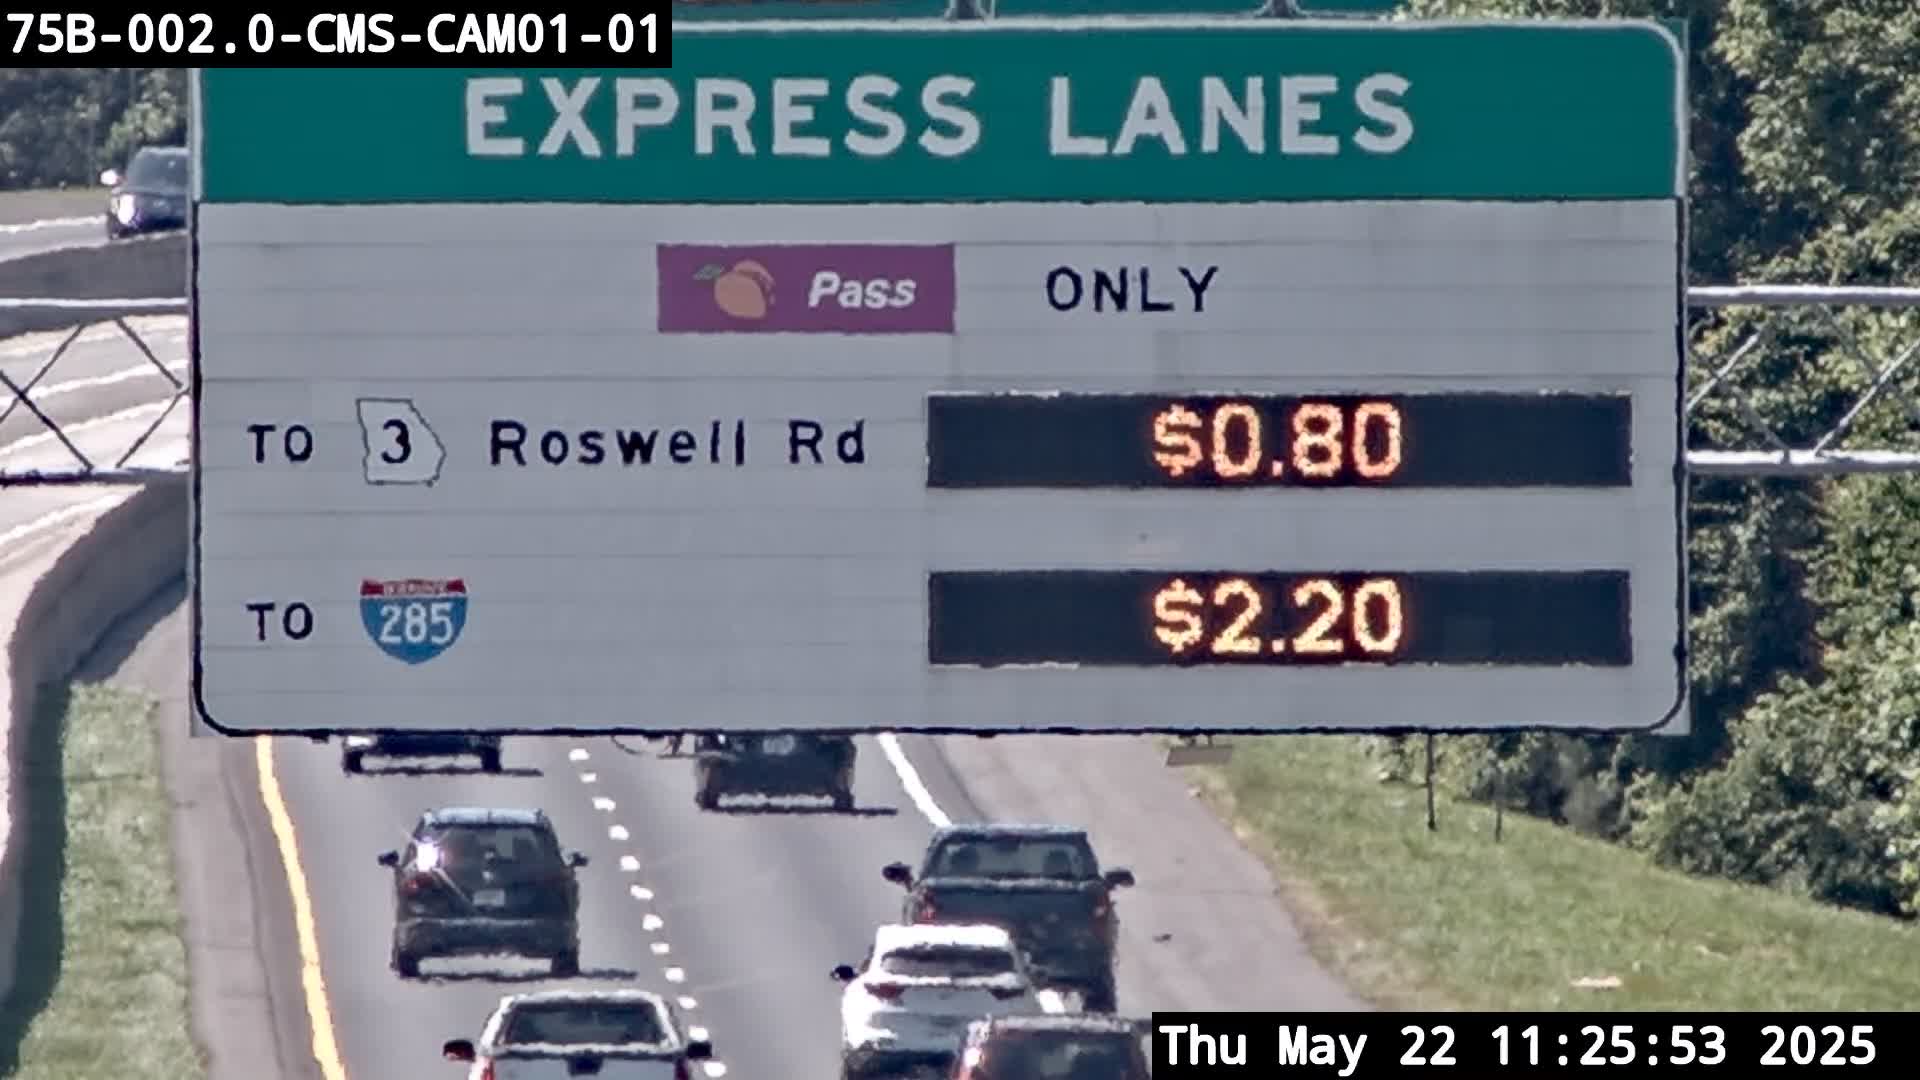 75B-002.0-CMS-CAM01-01
EXPRESS LANES
Pass ONLY
TO 3 Roswell Rd $0.80
TO 285 $2.20
Thu May 22 11:25:53 2025